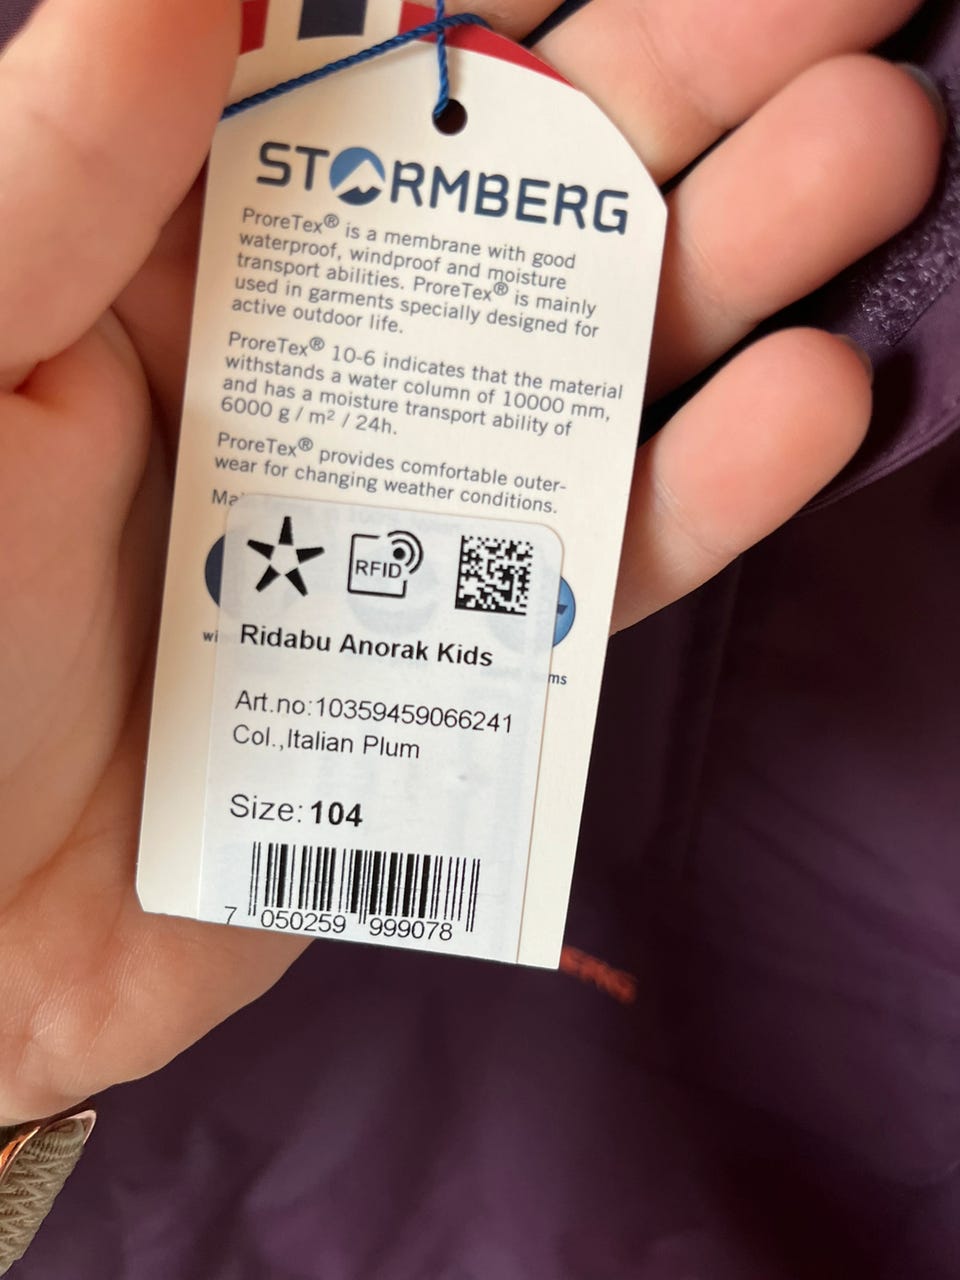 STORMBERG
ProreTex® is a membrane with good
waterproof, windproof and moisture
transport abilities. ProreTex® is mainly
used in garments specially designed for
active outdoor life.
ProreTex® 10-6 indicates that the material
withstands a water column of 10000 mm,
and has a moisture transport ability of
6000 g / m² / 24h.
ProreTex® provides comfortable outer-
wear for changing weather conditions.
RFID
Ridabu Anorak Kids
Art.no:10359459066241
Col.,Italian Plum
Size: 104
7 050259 999078